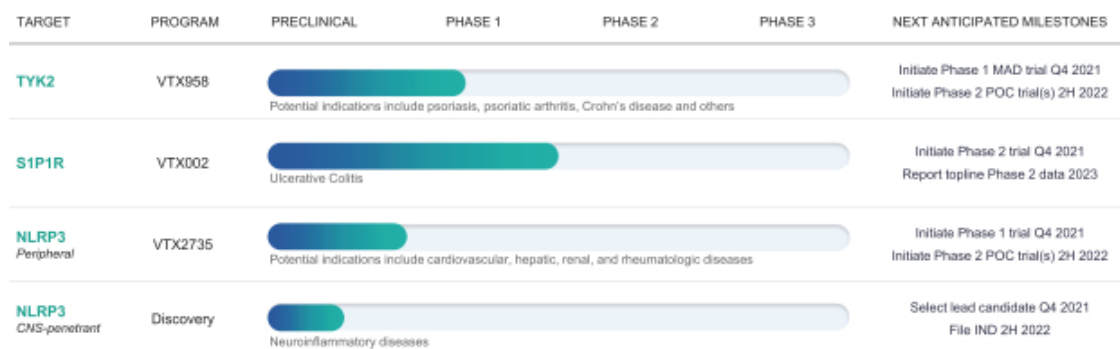 TARGET PROGRAM PRECLINICAL PHASE 1 PHASE 2 PHASE 3 NEXT ANTICIPATED MILESTONES
TYK2 VTX958 Initiate Phase 1 MAD trial Q4 2021
Initiate Phase 2 POC trial(s) 2H 2022
Potential indications include psoriasis, psoriatic arthritis, Crohn's disease and others
S1P1R VTX002 Initiate Phase 2 trial Q4 2021
Report topline Phase 2 data 2023
Ulcerative Colitis
NLRP3 VTX2735 Initiate Phase 1 trial Q4 2021
Peripheral Initiate Phase 2 POC trial(s) 2H 2022
Potential indications include cardiovascular, hepatic, renal, and rheumatologic diseases
NLRP3 Discovery Select lead candidate Q4 2021
CNS-penetrant File IND 2H 2022
Neuroinflammatory diseases